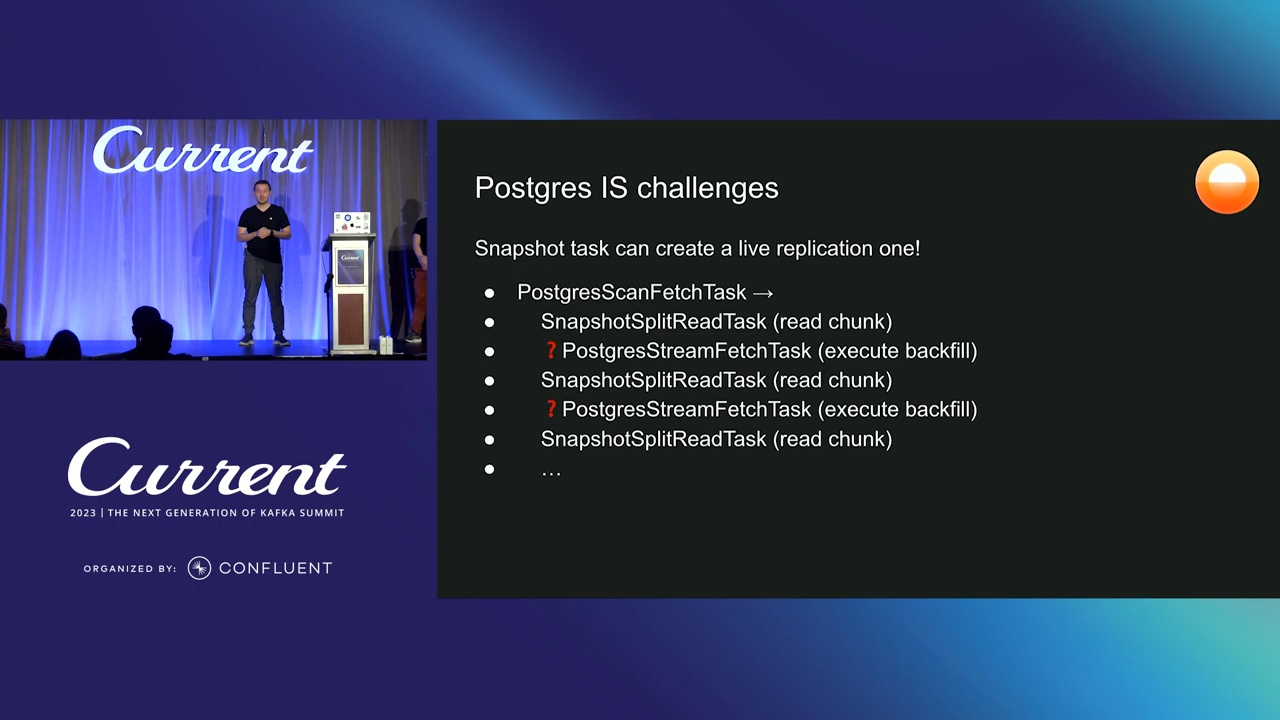 Current
Current
Postgres IS challenges
Snapshot task can create a live replication one!
● PostgresScanFetchTask →
● SnapshotSplitReadTask (read chunk)
● ❓PostgresStreamFetchTask (execute backfill)
● SnapshotSplitReadTask (read chunk)
● ❓PostgresStreamFetchTask (execute backfill)
● SnapshotSplitReadTask (read chunk)
● …
Current
2023 | THE NEXT GENERATION OF KAFKA SUMMIT
ORGANIZED BY: CONFLUENT